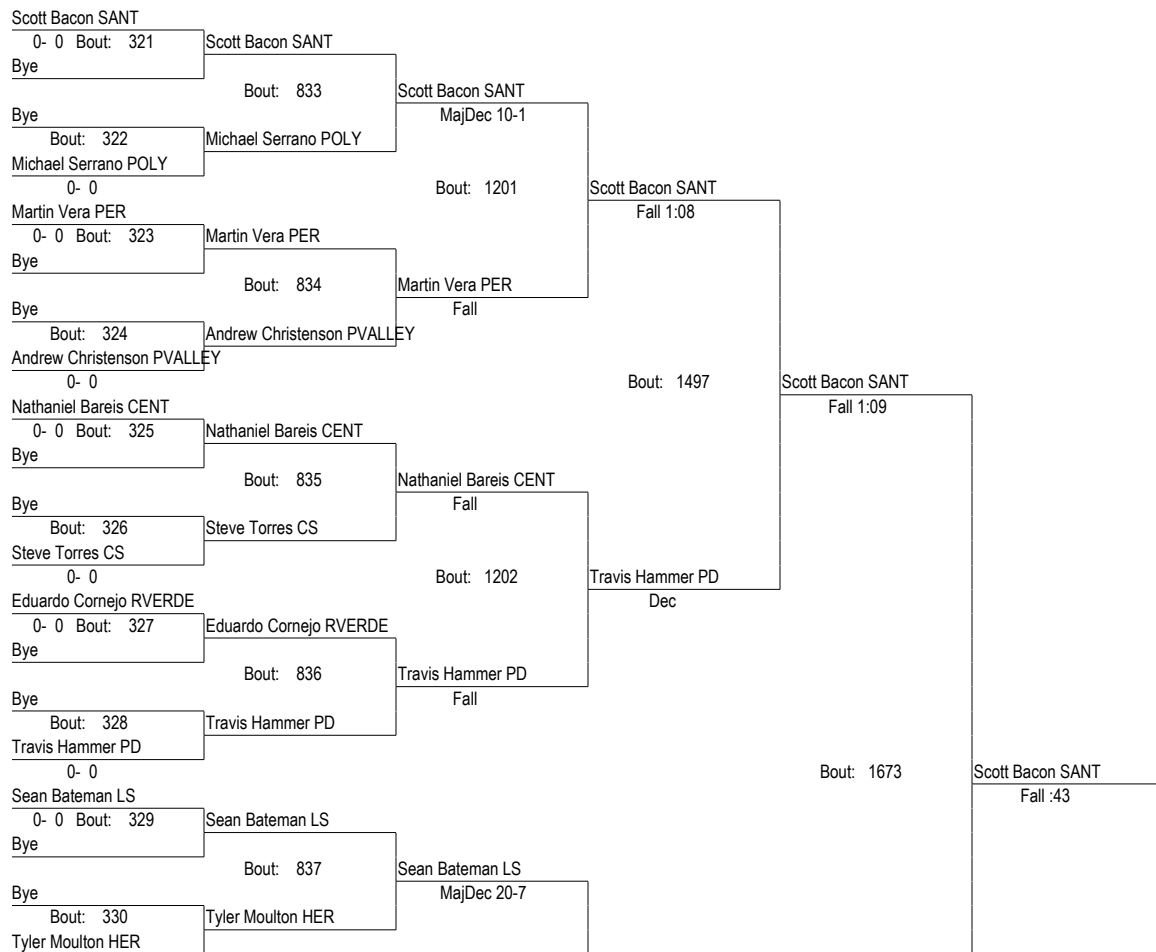 Scott Bacon SANT
0- 0 Bout: 321 Scott Bacon SANT
Bye
Bout: 833 Scott Bacon SANT
Bye MajDec 10-1
Bout: 322 Michael Serrano POLY
Michael Serrano POLY
0- 0 Bout: 1201 Scott Bacon SANT
Martin Vera PER Fall 1:08
0- 0 Bout: 323 Martin Vera PER
Bye
Bout: 834 Martin Vera PER
Bye Fall
Bout: 324 Andrew Christenson PVALLEY
Andrew Christenson PVALLEY
0- 0 Bout: 1497 Scott Bacon SANT
Nathaniel Bareis CENT Fall 1:09
0- 0 Bout: 325 Nathaniel Bareis CENT
Bye
Bout: 835 Nathaniel Bareis CENT
Bye Fall
Bout: 326 Steve Torres CS
Steve Torres CS
0- 0 Bout: 1202 Travis Hammer PD
Eduardo Cornejo RVERDE Dec
0- 0 Bout: 327 Eduardo Cornejo RVERDE
Bye
Bout: 836 Travis Hammer PD
Bye Fall
Bout: 328 Travis Hammer PD
Travis Hammer PD
0- 0 Bout: 1673 Scott Bacon SANT
Sean Bateman LS Fall :43
0- 0 Bout: 329 Sean Bateman LS
Bye
Bout: 837 Sean Bateman LS
Bye MajDec 20-7
Bout: 330 Tyler Moulton HER
Tyler Moulton HER